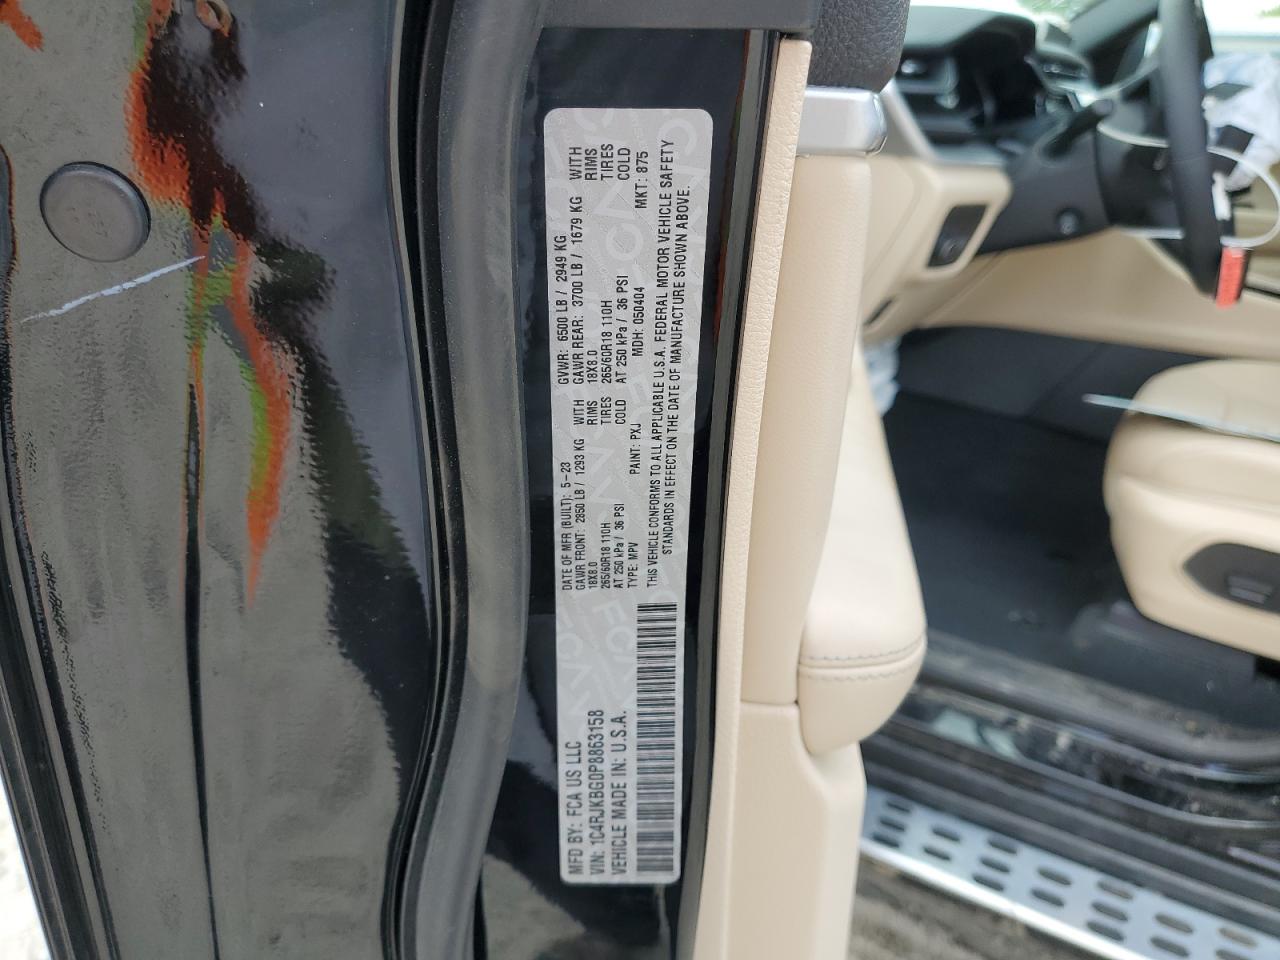 MFD BY: FCA US LLC
VIN: 1C4RJKBG0P8863158
VEHICLE MADE IN: U.S.A.
DATE OF MFR (BUILT): 5-23 GVWR: 6500 LB / 2949 KG
GAWR FRONT: 2850 LB / 1293 KG WITH GAWR REAR: 3700 LB / 1679 KG WITH
18X8.0 RIMS 18X8.0 RIMS
265/60R18 110H TIRES 265/60R18 110H TIRES
AT 250 kPa / 36 PSI COLD AT 250 kPa / 36 PSI COLD
TYPE: MPV PAINT: PXJ MDH: 050404 MKT: 875
THIS VEHICLE CONFORMS TO ALL APPLICABLE U.S.A. FEDERAL MOTOR VEHICLE SAFETY
STANDARDS IN EFFECT ON THE DATE OF MANUFACTURE SHOWN ABOVE.